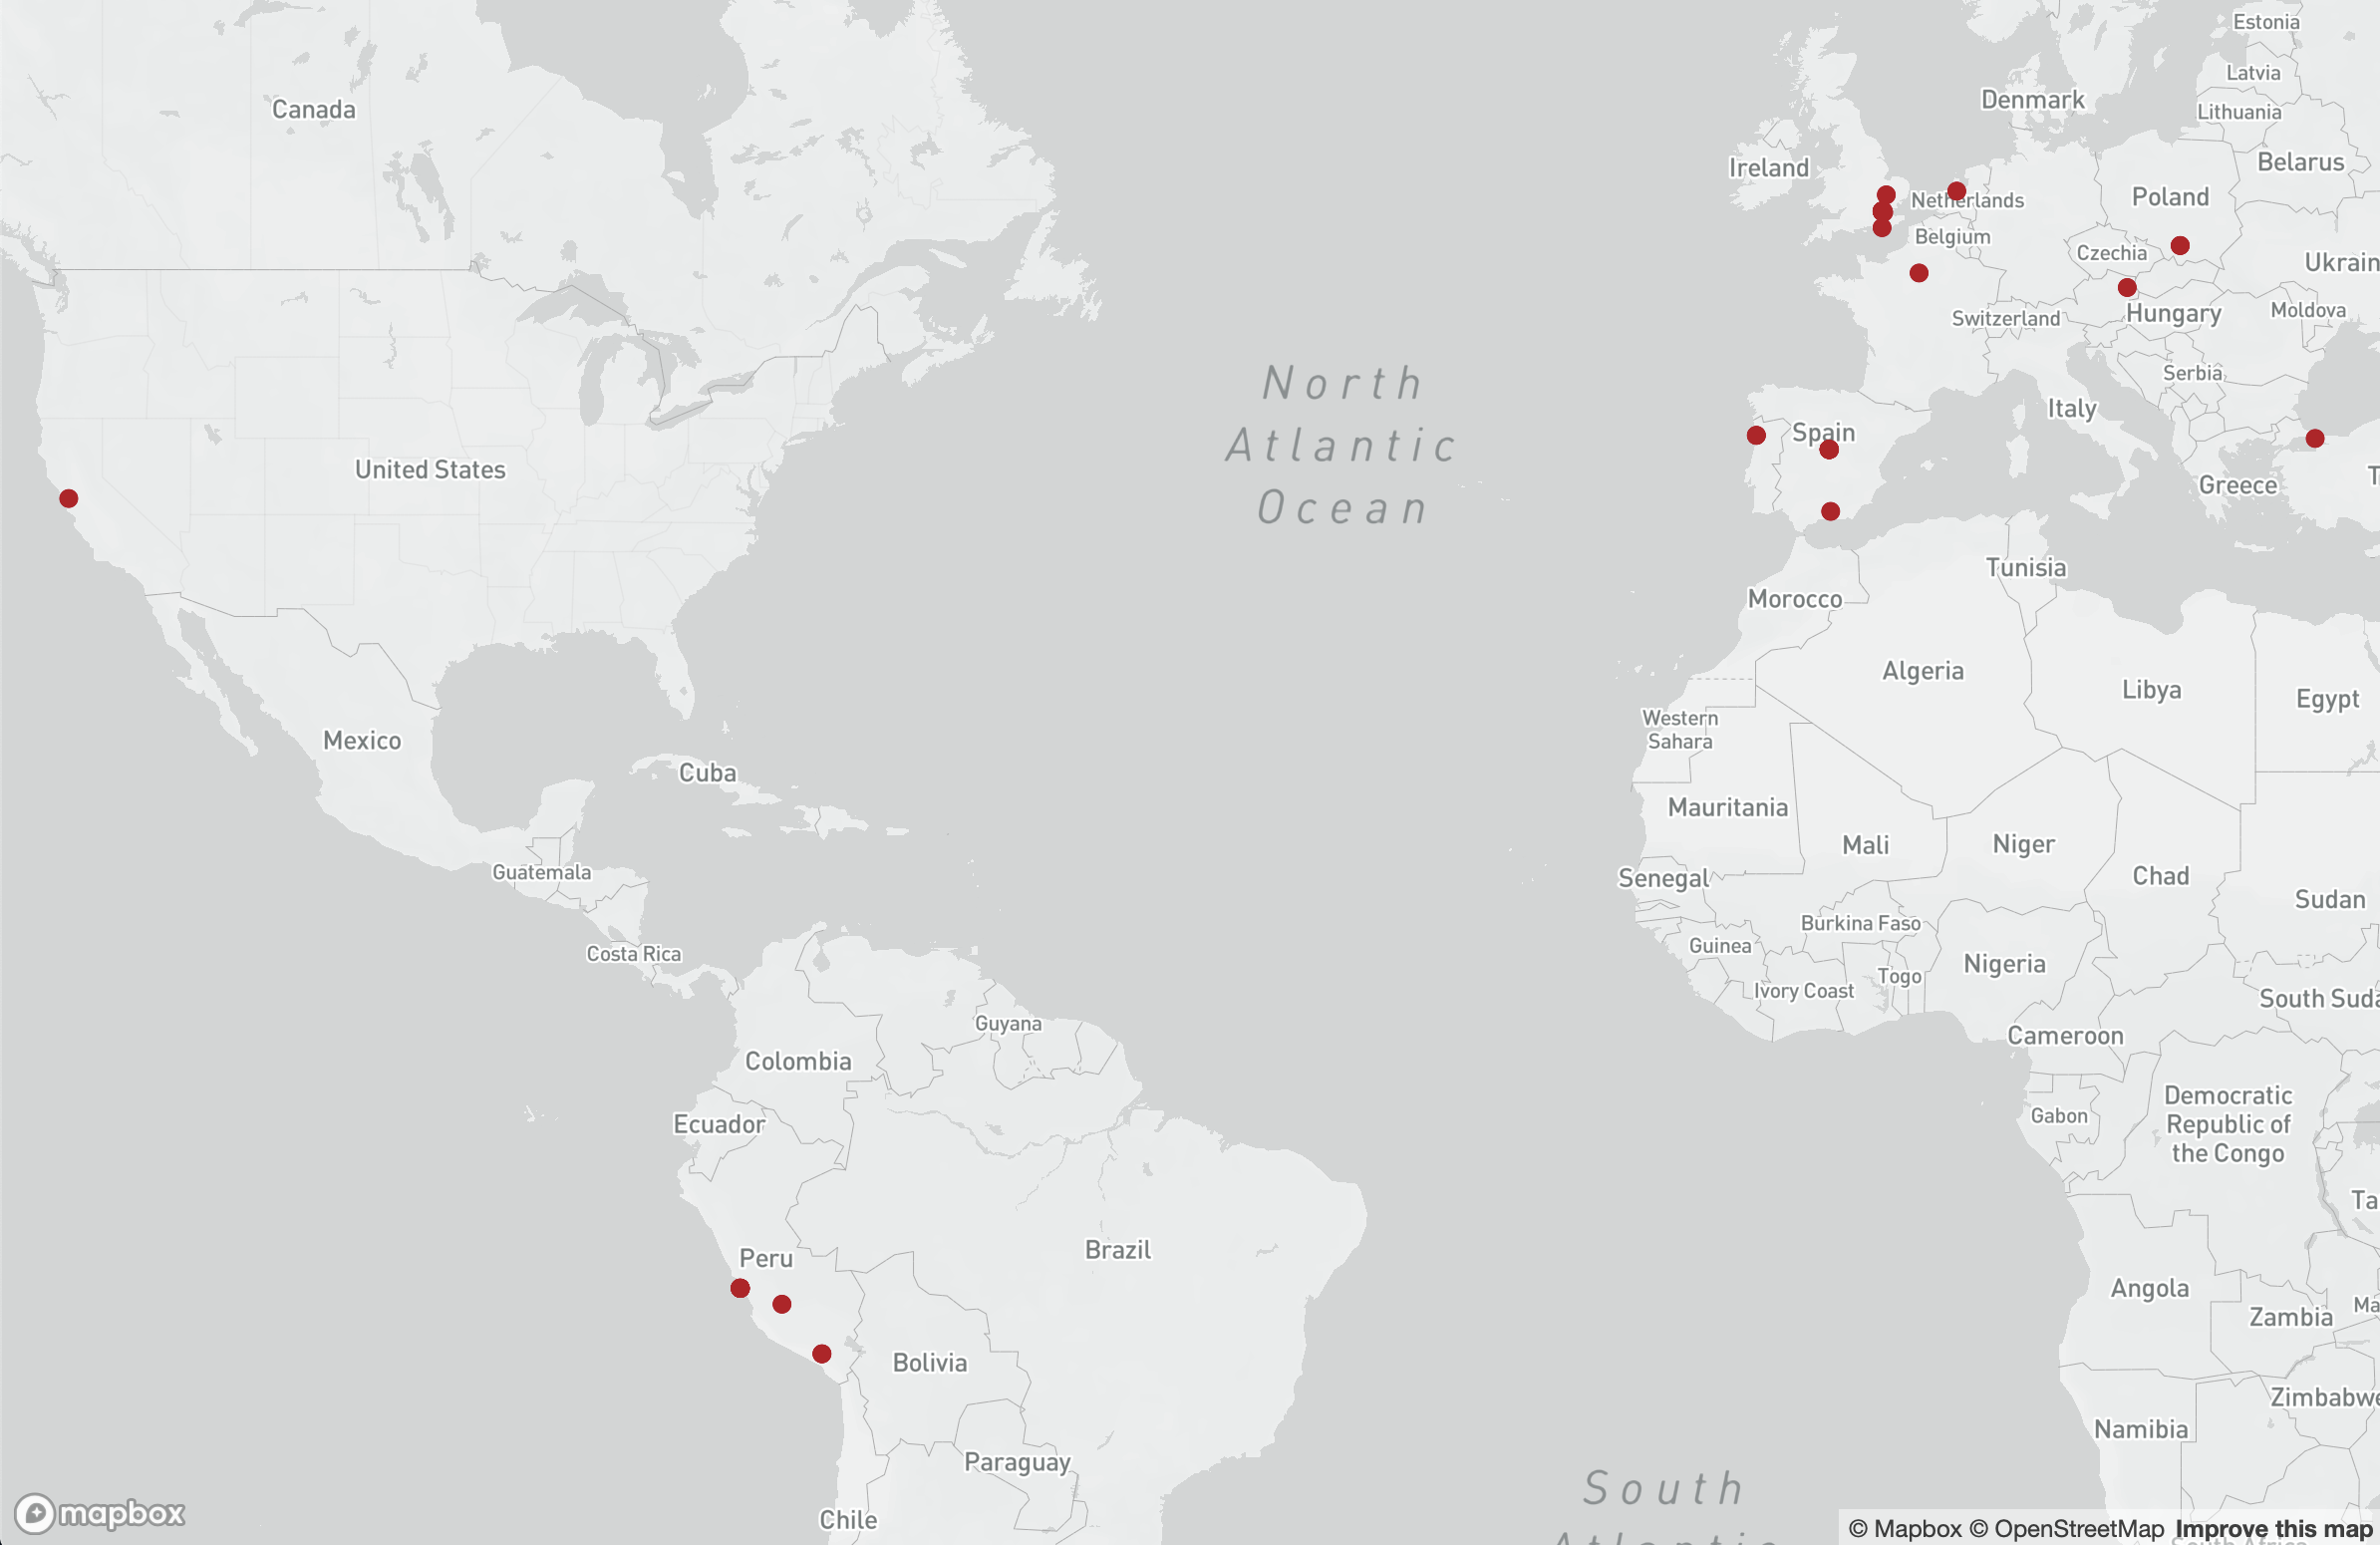 Canada
United States
Mexico
Cuba
Guatemala
Costa Rica
Guyana
Colombia
Ecuador
Peru
Brazil
Bolivia
Paraguay
Chile
North
Atlantic
Ocean
South
Atlantic
Estonia
Latvia
Lithuania
Denmark
Belarus
Ireland
Netherlands
Poland
Belgium
Czechia
Ukrain
Switzerland
Hungary
Moldova
Serbia
Italy
Spain
Greece
T
Tunisia
Morocco
Algeria
Libya
Egypt
Western
Sahara
Mauritania
Mali
Niger
Chad
Sudan
Senegal
Burkina Faso
Guinea
Togo
Nigeria
Ivory Coast
South Suda
Cameroon
Gabon
Democratic
Republic of
the Congo
Ta
Angola
Zambia
Ma
Zimbabwe
Namibia
South Africa
mapbox
© Mapbox © OpenStreetMap Improve this map